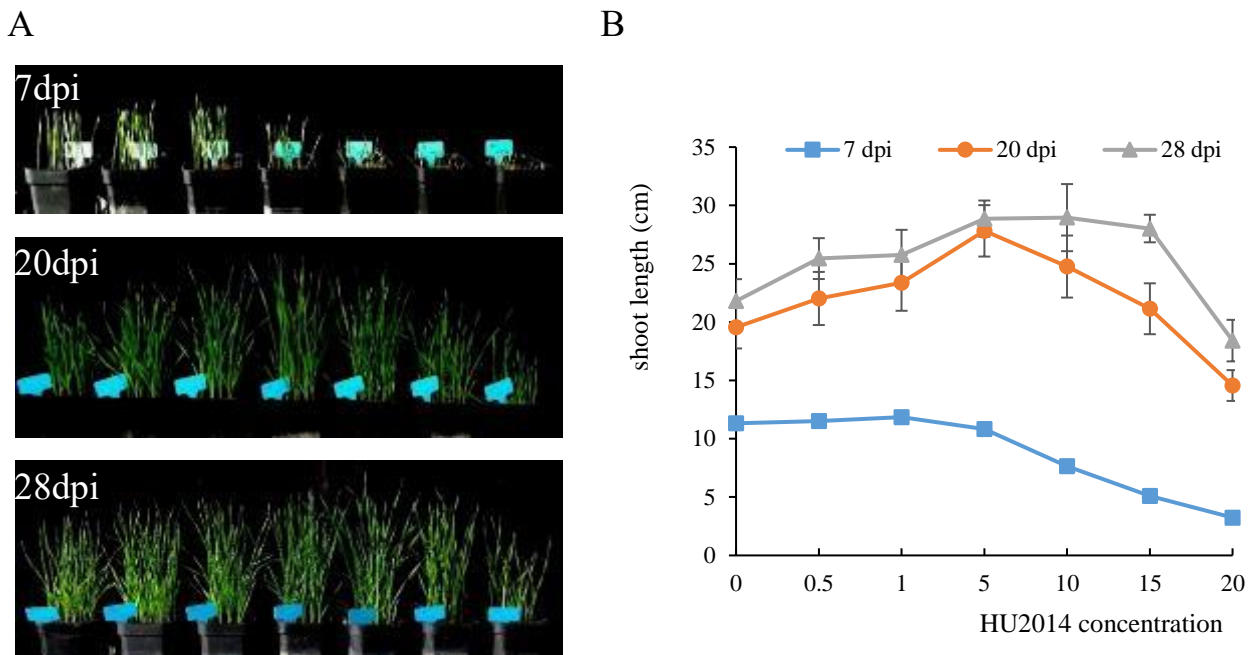 A
7dpi
20dpi
28dpi
B
7 dpi 20 dpi 28 dpi
shoot length (cm)
35
30
25
20
15
10
5
0
0 0.5 1 5 10 15 20
HU2014 concentration